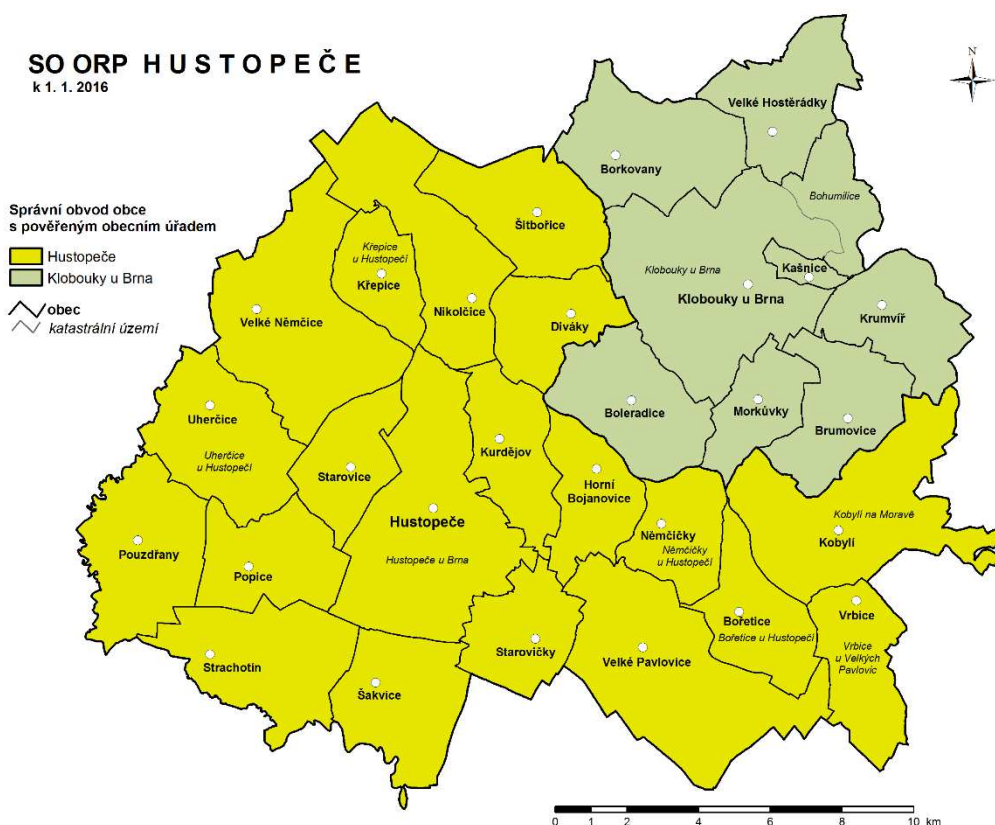 SO ORP HUSTOPEČE
k 1. 1. 2016
N
Správní obvod obce
s pověřeným obecním úřadem
Hustopeče
Klobouky u Brna
obec
katastrální území
Velké Hostěrádky
Borkovany
Bohumilice
Šitbořice
Křepice
u Hustopečí
Křepice
Klobouky u Brna
Kašnice
Klobouky u Brna
Nikolčice
Velké Němčice
Diváky
Krumvíř
Uherčice
Boleradice
Morkůvky
Brumovice
Kurdějov
Uherčice
u Hustopečí
Starovice
Horní
Bojanovice
Hustopeče
Kobylí na Moravě
Němčičky
Kobylí
Pouzdřany
Němčičky
u Hustopečí
Hustopeče u Brna
Popice
Vrbice
Bořetice
Bořetice u Hustopečí
Starovičky
Velké Pavlovice
Vrbice
u Velkých
Pavlovic
Strachotín
Šakvice
0 1 2 4 6 8 10 km